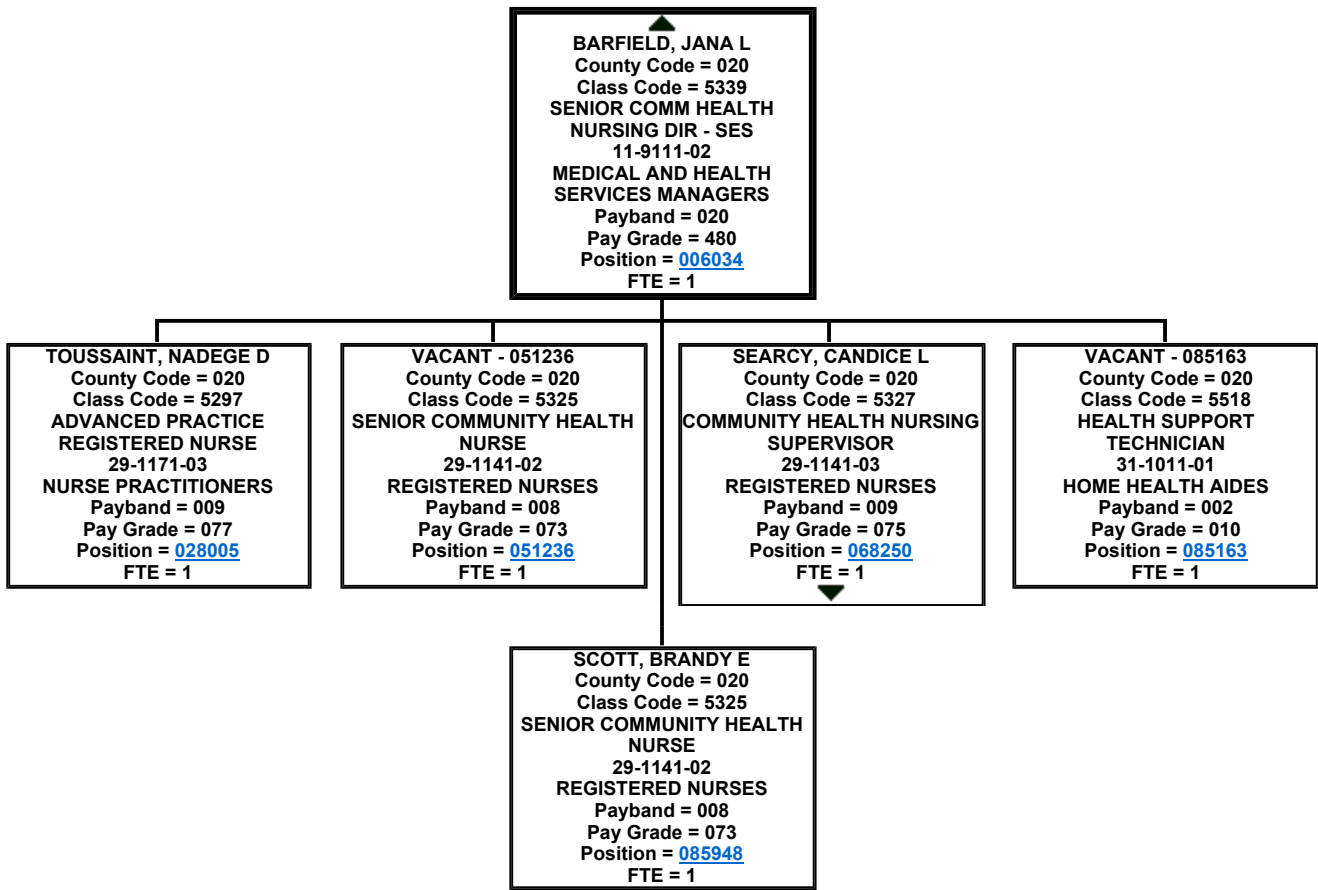 BARFIELD, JANA L
County Code = 020
Class Code = 5339
SENIOR COMM HEALTH
NURSING DIR - SES
11-9111-02
MEDICAL AND HEALTH
SERVICES MANAGERS
Payband = 020
Pay Grade = 480
Position = 006034
FTE = 1
TOUSSAINT, NADEGE D
County Code = 020
Class Code = 5297
ADVANCED PRACTICE
REGISTERED NURSE
29-1171-03
NURSE PRACTITIONERS
Payband = 009
Pay Grade = 077
Position = 028005
FTE = 1
VACANT - 051236
County Code = 020
Class Code = 5325
SENIOR COMMUNITY HEALTH
NURSE
29-1141-02
REGISTERED NURSES
Payband = 008
Pay Grade = 073
Position = 051236
FTE = 1
SEARCY, CANDICE L
County Code = 020
Class Code = 5327
COMMUNITY HEALTH NURSING
SUPERVISOR
29-1141-03
REGISTERED NURSES
Payband = 009
Pay Grade = 075
Position = 068250
FTE = 1
VACANT - 085163
County Code = 020
Class Code = 5518
HEALTH SUPPORT
TECHNICIAN
31-1011-01
HOME HEALTH AIDES
Payband = 002
Pay Grade = 010
Position = 085163
FTE = 1
SCOTT, BRANDY E
County Code = 020
Class Code = 5325
SENIOR COMMUNITY HEALTH
NURSE
29-1141-02
REGISTERED NURSES
Payband = 008
Pay Grade = 073
Position = 085948
FTE = 1